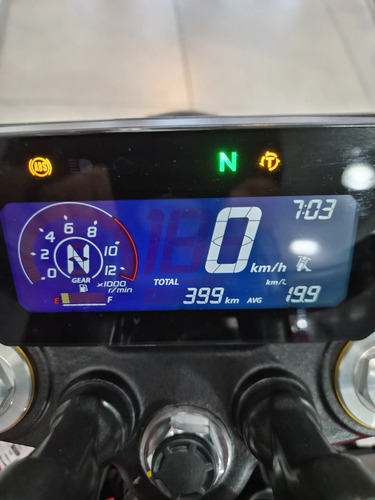 ABS N T
7:03
4 6 8 10 12 0 2
N
GEAR
x1000 r/min
0 km/h
E F
TOTAL 399 km
AVG 19.9 km/L